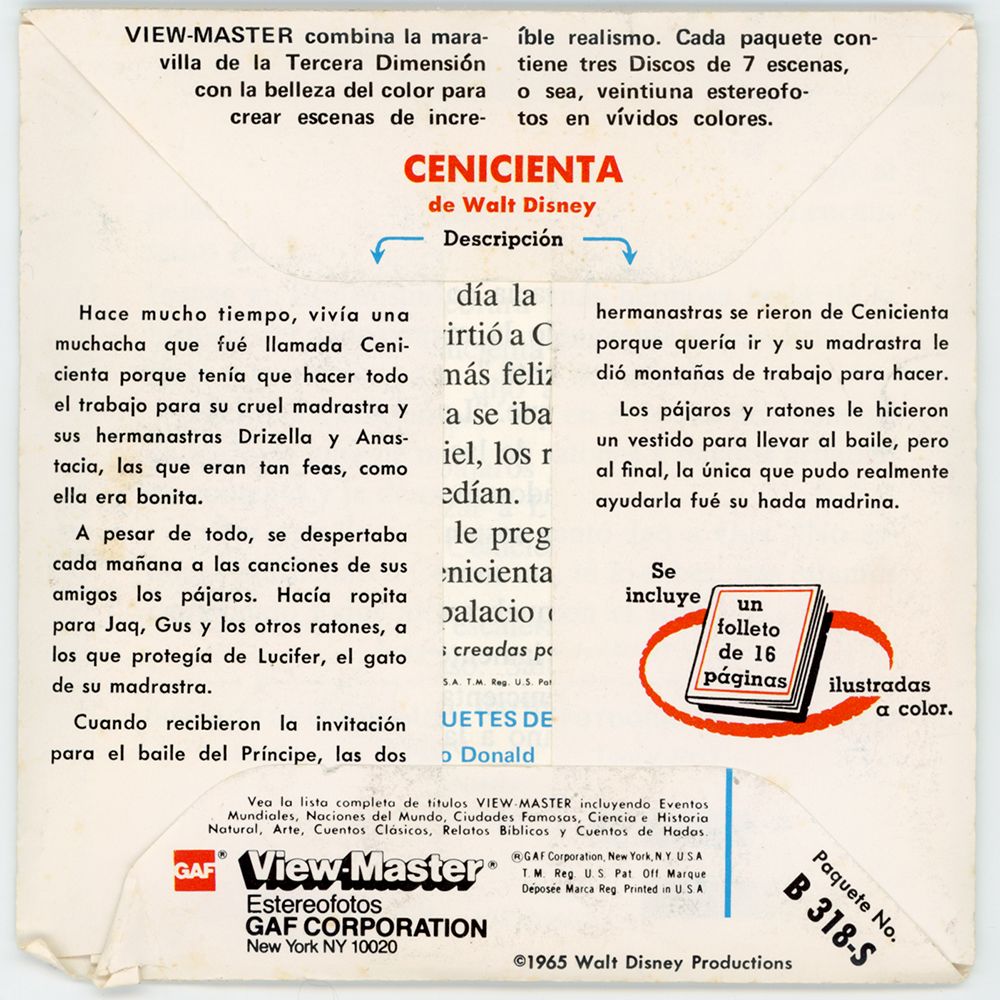 VIEW-MASTER combina la mara-
villa de la Tercera Dimensión
con la belleza del color para
crear escenas de incre-
íble realismo. Cada paquete con-
tiene tres Discos de 7 escenas,
o sea, veintiuna estereofo-
tos en vívidos colores.
CENICIENTA
de Walt Disney
Descripción
Hace mucho tiempo, vivía una
muchacha que fué llamada Ceni-
cienta porque tenía que hacer todo
el trabajo para su cruel madrastra y
sus hermanastras Drizella y Anas-
tacia, las que eran tan feas, como
ella era bonita.
A pesar de todo, se despertaba
cada mañana a las canciones de sus
amigos los pájaros. Hacía ropita
para Jaq, Gus y los otros ratones, a
los que protegía de Lucifer, el gato
de su madrastra.
Cuando recibieron la invitación
para el baile del Príncipe, las dos
día la
irtió a C
más feliz
a se iba
iel, los r
edían.
le preg
enicienta
palacio
s creadas po
S.A. T.M. Reg. U.S. Pat
UETES DE
o Donald
hermanastras se rieron de Cenicienta
porque quería ir y su madrastra le
dió montañas de trabajo para hacer.
Los pájaros y ratones le hicieron
un vestido para llevar al baile, pero
al final, la única que pudo realmente
ayudarla fué su hada madrina.
Se
incluye
un
folleto
de 16
páginas
ilustradas
a color.
Vea la lista completa de títulos VIEW-MASTER incluyendo Eventos
Mundiales, Naciones del Mundo, Ciudades Famosas, Ciencia e Historia
Natural, Arte, Cuentos Clásicos, Relatos Bíblicos y Cuentos de Hadas.
GAF® View-Master®
Estereofotos
GAF CORPORATION
New York NY 10020
®GAF Corporation, New York, N.Y. U.S.A
T.M. Reg. U.S. Pat. Off Marque
Déposée Marca Reg. Printed in U.S.A
©1965 Walt Disney Productions
Paquete No.
B 318-S